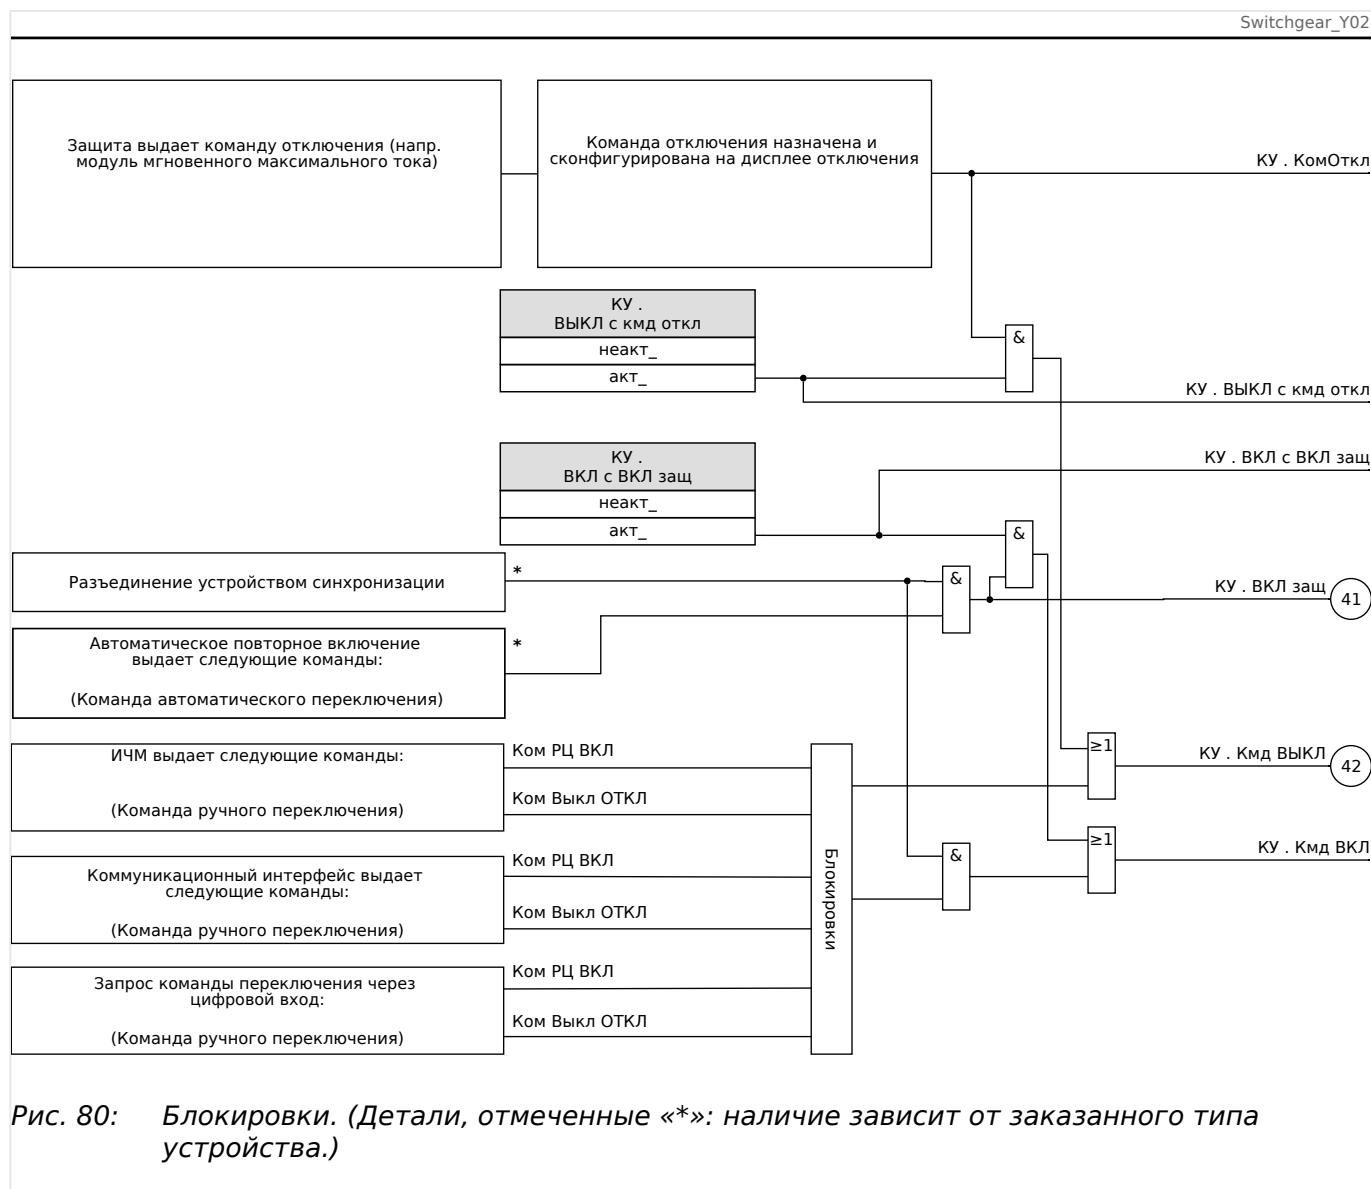 Switchgear_Y02
Защита выдает команду отключения (напр.
модуль мгновенного максимального тока)
Команда отключения назначена и
сконфигурирована на дисплее отключения
КУ . КомОткл
КУ .
ВЫКЛ с кмд откл
неакт_
акт_
&
КУ . ВЫКЛ с кмд откл
КУ .
ВКЛ с ВКЛ защ
неакт_
акт_
КУ . ВКЛ с ВКЛ защ
&
Разъединение устройством синхронизации
*
&
КУ . ВКЛ защ
41
Автоматическое повторное включение
выдает следующие команды:
(Команда автоматического переключения)
*
ИЧМ выдает следующие команды:
(Команда ручного переключения)
Ком РЦ ВКЛ
Ком Выкл ОТКЛ
≥1
КУ . Кмд ВЫКЛ
42
Коммуникационный интерфейс выдает
следующие команды:
(Команда ручного переключения)
Ком РЦ ВКЛ
Ком Выкл ОТКЛ
Блокировки
&
≥1
КУ . Кмд ВКЛ
Запрос команды переключения через
цифровой вход:
(Команда ручного переключения)
Ком РЦ ВКЛ
Ком Выкл ОТКЛ
Рис. 80: Блокировки. (Детали, отмеченные «*»: наличие зависит от заказанного типа
устройства.)